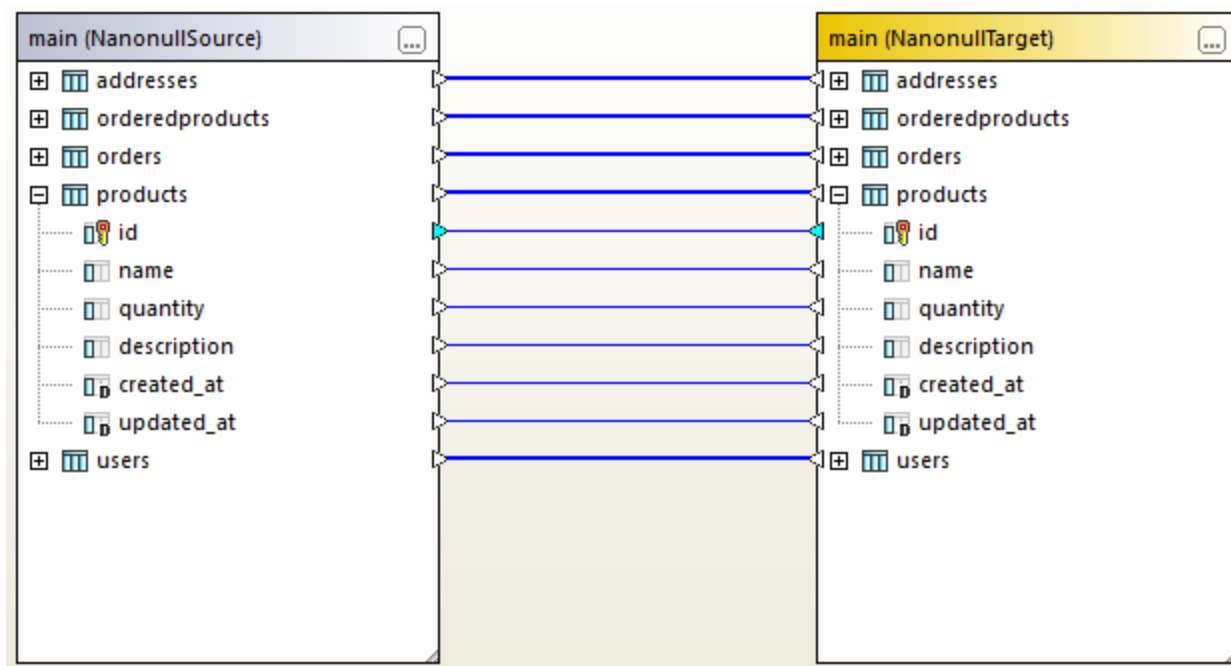 main (NanonullSource)
addresses
orderedproducts
orders
products
id
name
quantity
description
D created_at
D updated_at
users
main (NanonullTarget)
addresses
orderedproducts
orders
products
id
name
quantity
description
D created_at
D updated_at
users